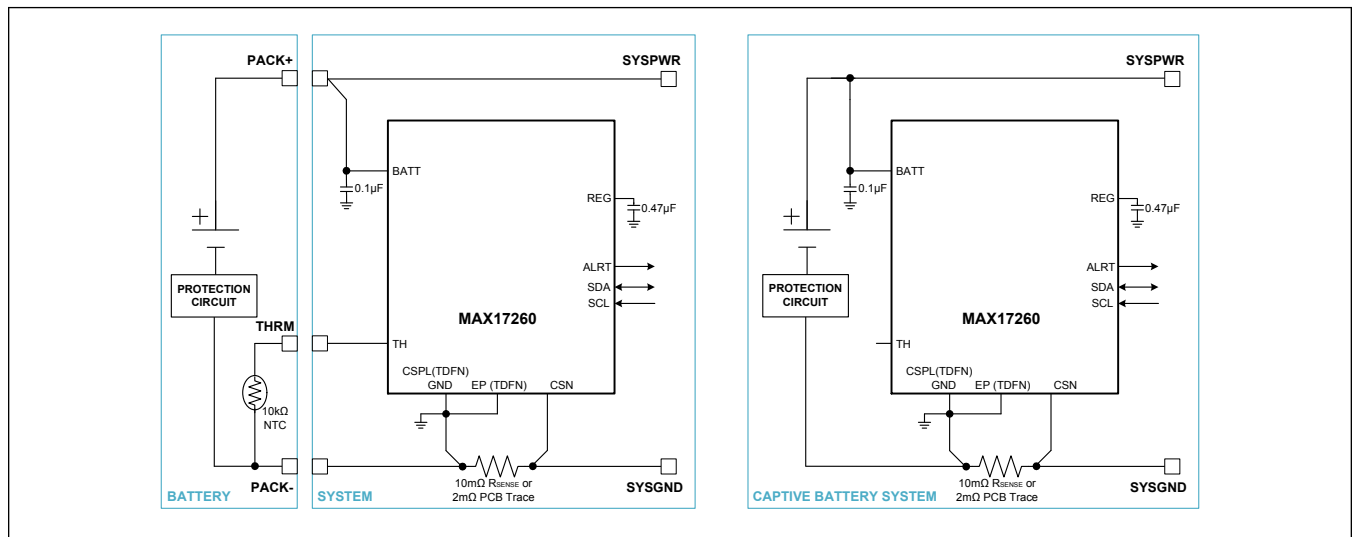 PACK+
SYSPWR
BATT
0.1µF
REG
0.47µF
+
PROTECTION
CIRCUIT
ALRT
SDA
SCL
MAX17260
THRM
TH
CSPL(TDFN)
GND
EP (TDFN)
CSN
10kΩ
NTC
10mΩ RSENSE or
2mΩ PCB Trace
BATTERY
PACK-
SYSTEM
SYSGND
SYSPWR
BATT
0.1µF
REG
0.47µF
+
PROTECTION
CIRCUIT
ALRT
SDA
SCL
MAX17260
TH
CSPL(TDFN)
GND
EP (TDFN)
CSN
10mΩ RSENSE or
2mΩ PCB Trace
CAPTIVE BATTERY SYSTEM
SYSGND